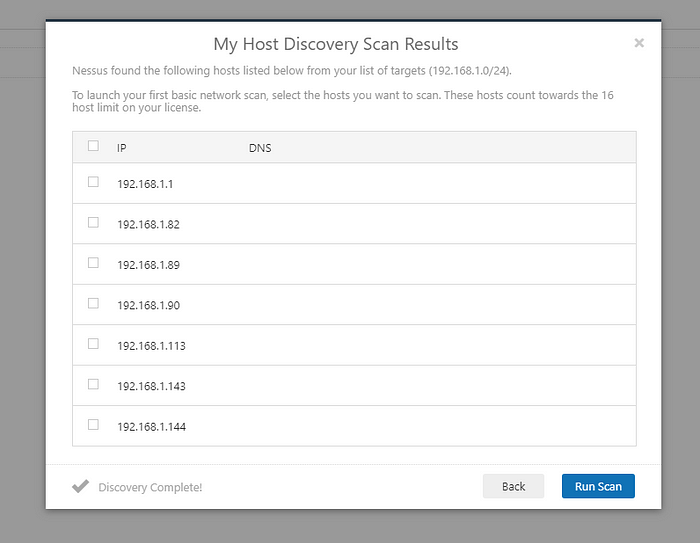 My Host Discovery Scan Results
Nessus found the following hosts listed below from your list of targets (192.168.1.0/24).
To launch your first basic network scan, select the hosts you want to scan. These hosts count towards the 16
host limit on your license.
IP DNS
192.168.1.1
192.168.1.82
192.168.1.89
192.168.1.90
192.168.1.113
192.168.1.143
192.168.1.144
Discovery Complete! Back Run Scan